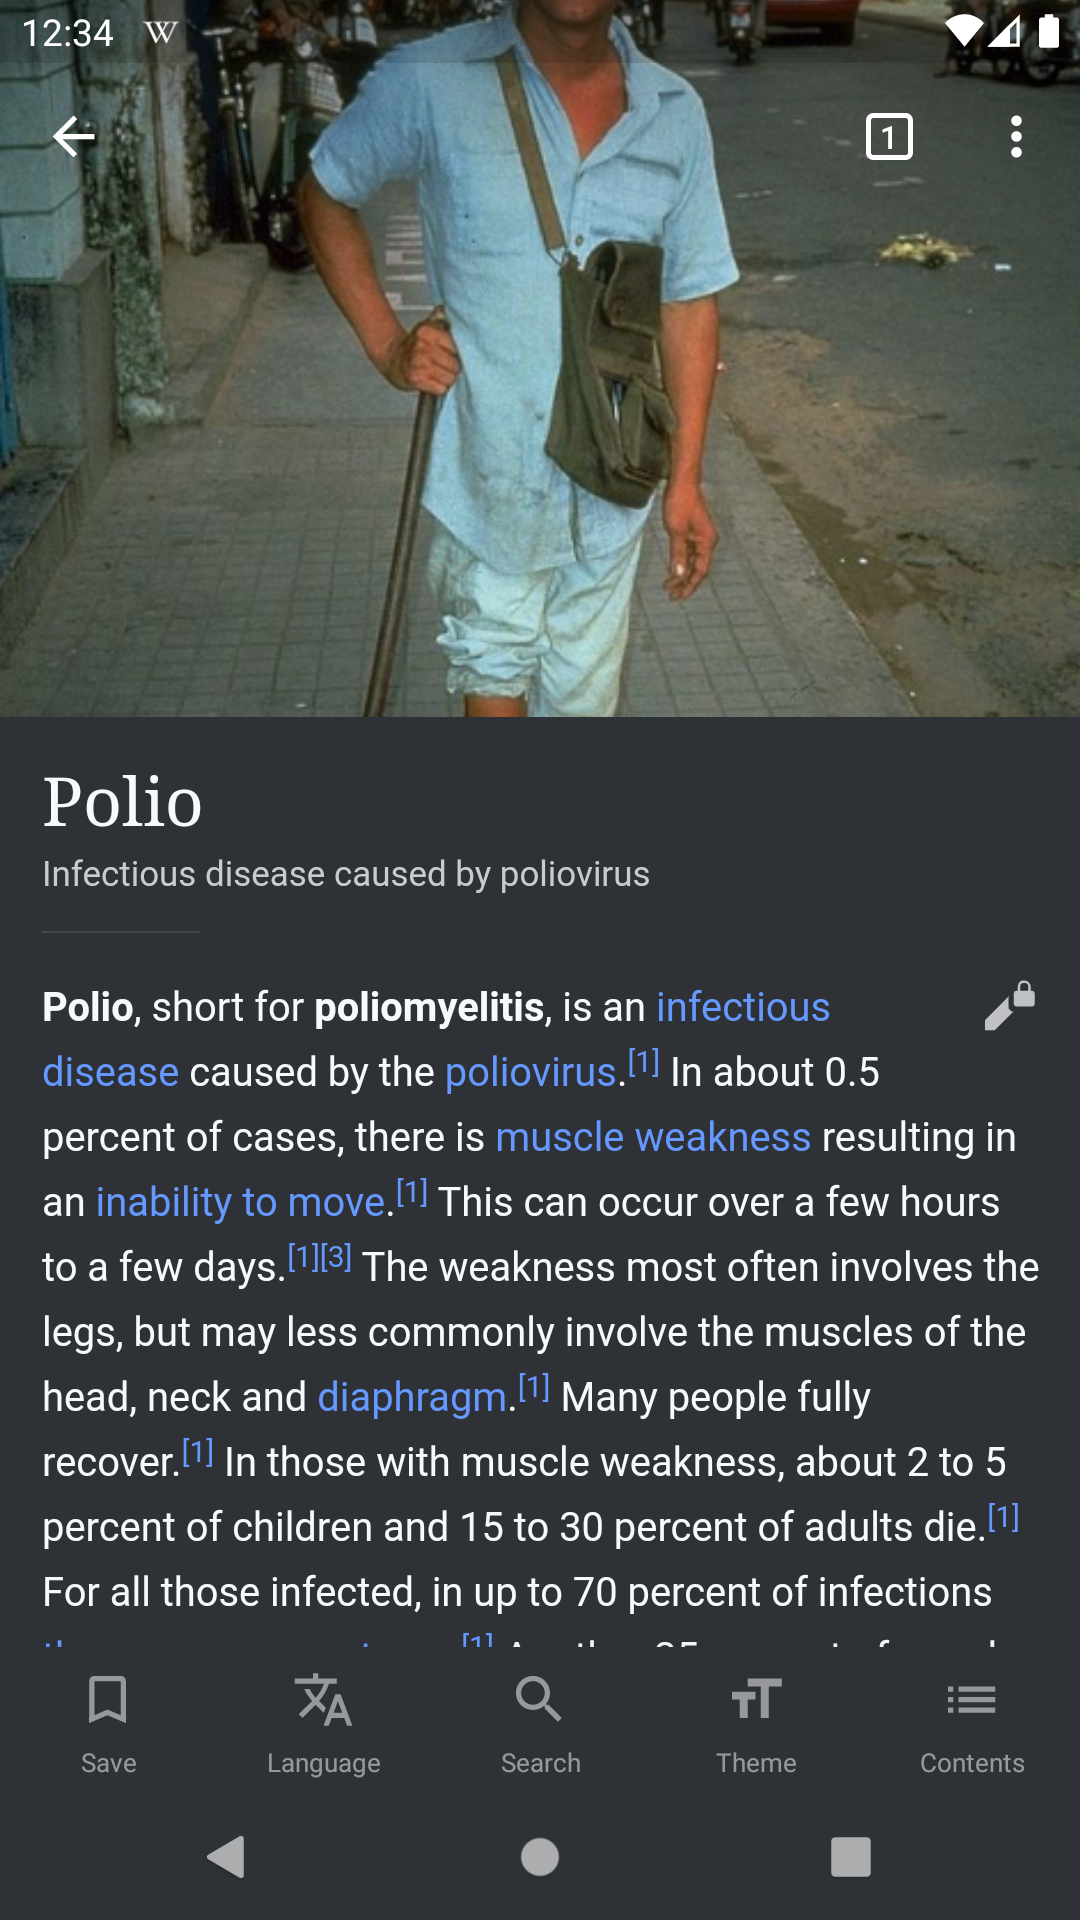 12:34 W
1
Polio
Infectious disease caused by poliovirus
Polio, short for poliomyelitis, is an infectious
disease caused by the poliovirus.[1] In about 0.5
percent of cases, there is muscle weakness resulting in
an inability to move.[1] This can occur over a few hours
to a few days.[1][3] The weakness most often involves the
legs, but may less commonly involve the muscles of the
head, neck and diaphragm.[1] Many people fully
recover.[1] In those with muscle weakness, about 2 to 5
percent of children and 15 to 30 percent of adults die.[1]
For all those infected, in up to 70 percent of infections
Save
Language
Search
Theme
Contents